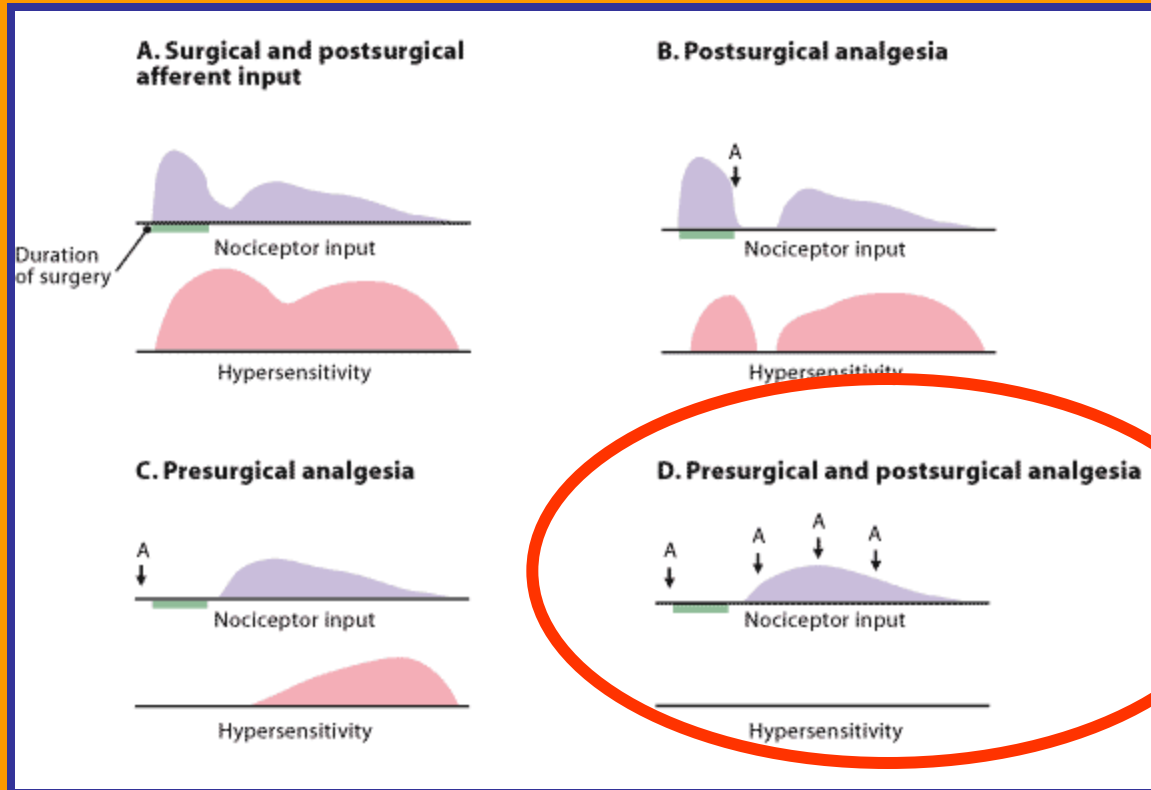 A. Surgical and postsurgical
afferent input
Duration
of surgery
Nociceptor input
Hypersensitivity
B. Postsurgical analgesia
A
Nociceptor input
Hypersensitivity
C. Presurgical analgesia
A
Nociceptor input
Hypersensitivity
D. Presurgical and postsurgical analgesia
A
A
A
A
Nociceptor input
Hypersensitivity